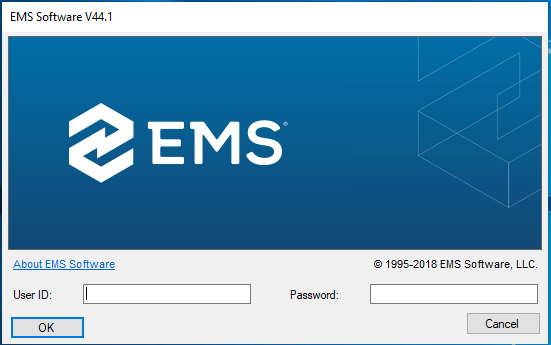 EMS Software V44.1
EMS®
About EMS Software
© 1995-2018 EMS Software, LLC.
User ID:
Password:
OK
Cancel